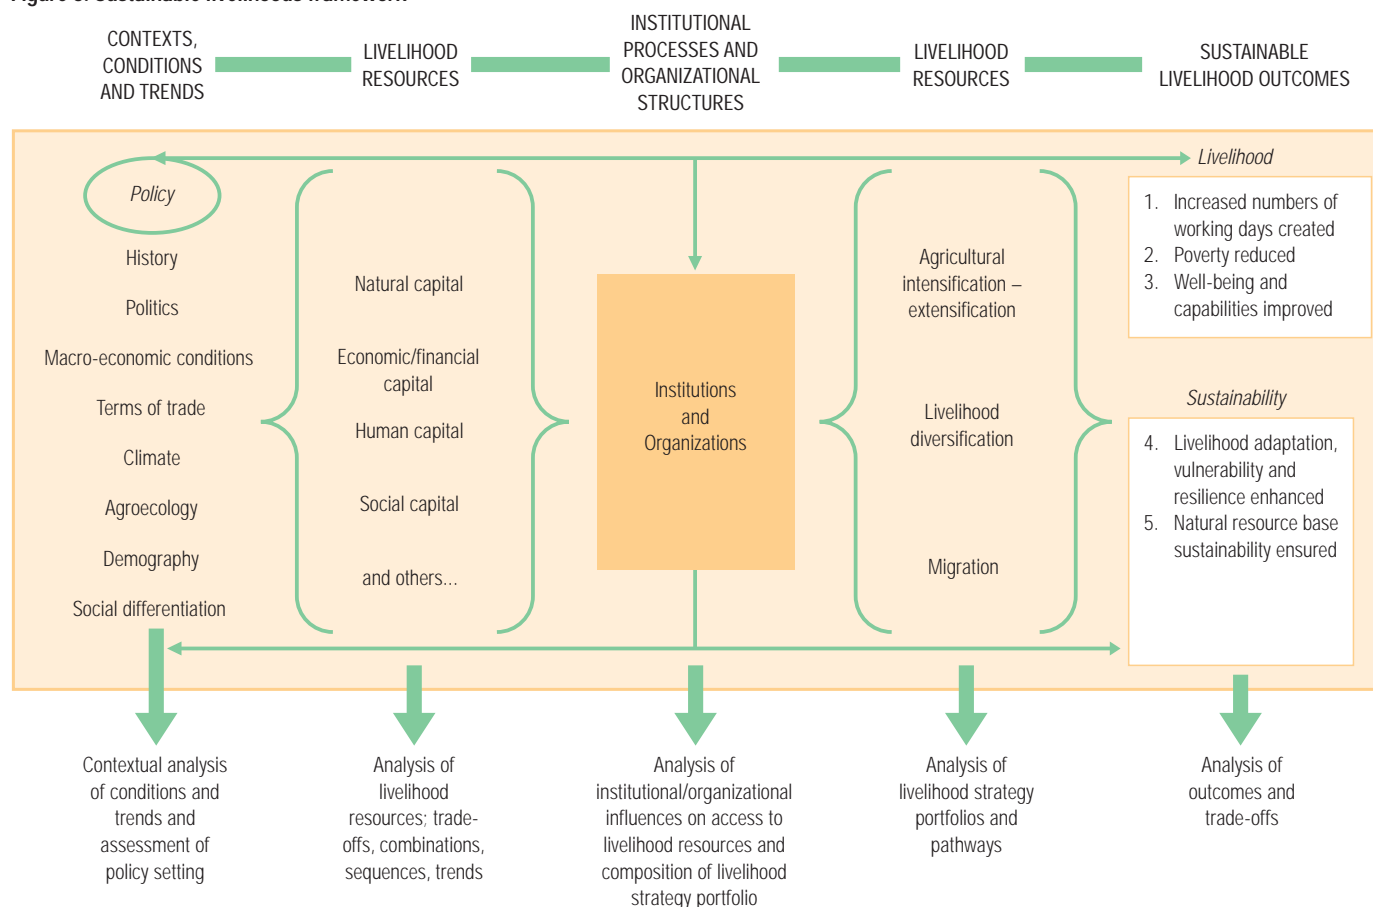 CONTEXTS,
CONDITIONS
AND TRENDS
LIVELIHOOD
RESOURCES
INSTITUTIONAL
PROCESSES AND
ORGANIZATIONAL
STRUCTURES
LIVELIHOOD
RESOURCES
SUSTAINABLE
LIVELIHOOD OUTCOMES
Policy
History
Politics
Macro-economic conditions
Terms of trade
Climate
Agroecology
Demography
Social differentiation
Natural capital
Economic/financial
capital
Human capital
Social capital
and others...
Institutions
and
Organizations
Agricultural
intensification –
extensification
Livelihood
diversification
Migration
Livelihood
1. Increased numbers of
working days created
2. Poverty reduced
3. Well-being and
capabilities improved
Sustainability
4. Livelihood adaptation,
vulnerability and
resilience enhanced
5. Natural resource base
sustainability ensured
Contextual analysis
of conditions and
trends and
assessment of
policy setting
Analysis of
livelihood
resources; trade-
offs, combinations,
sequences, trends
Analysis of
institutional/organizational
influences on access to
livelihood resources and
composition of livelihood
strategy portfolio
Analysis of
livelihood strategy
portfolios and
pathways
Analysis of
outcomes and
trade-offs